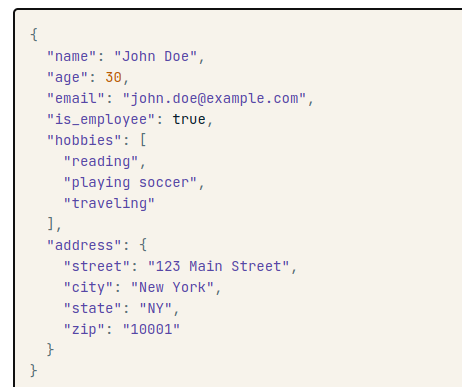 {
  "name": "John Doe",
  "age": 30,
  "email": "john.doe@example.com",
  "is_employee": true,
  "hobbies": [
    "reading",
    "playing soccer",
    "traveling"
  ],
  "address": {
    "street": "123 Main Street",
    "city": "New York",
    "state": "NY",
    "zip": "10001"
  }
}